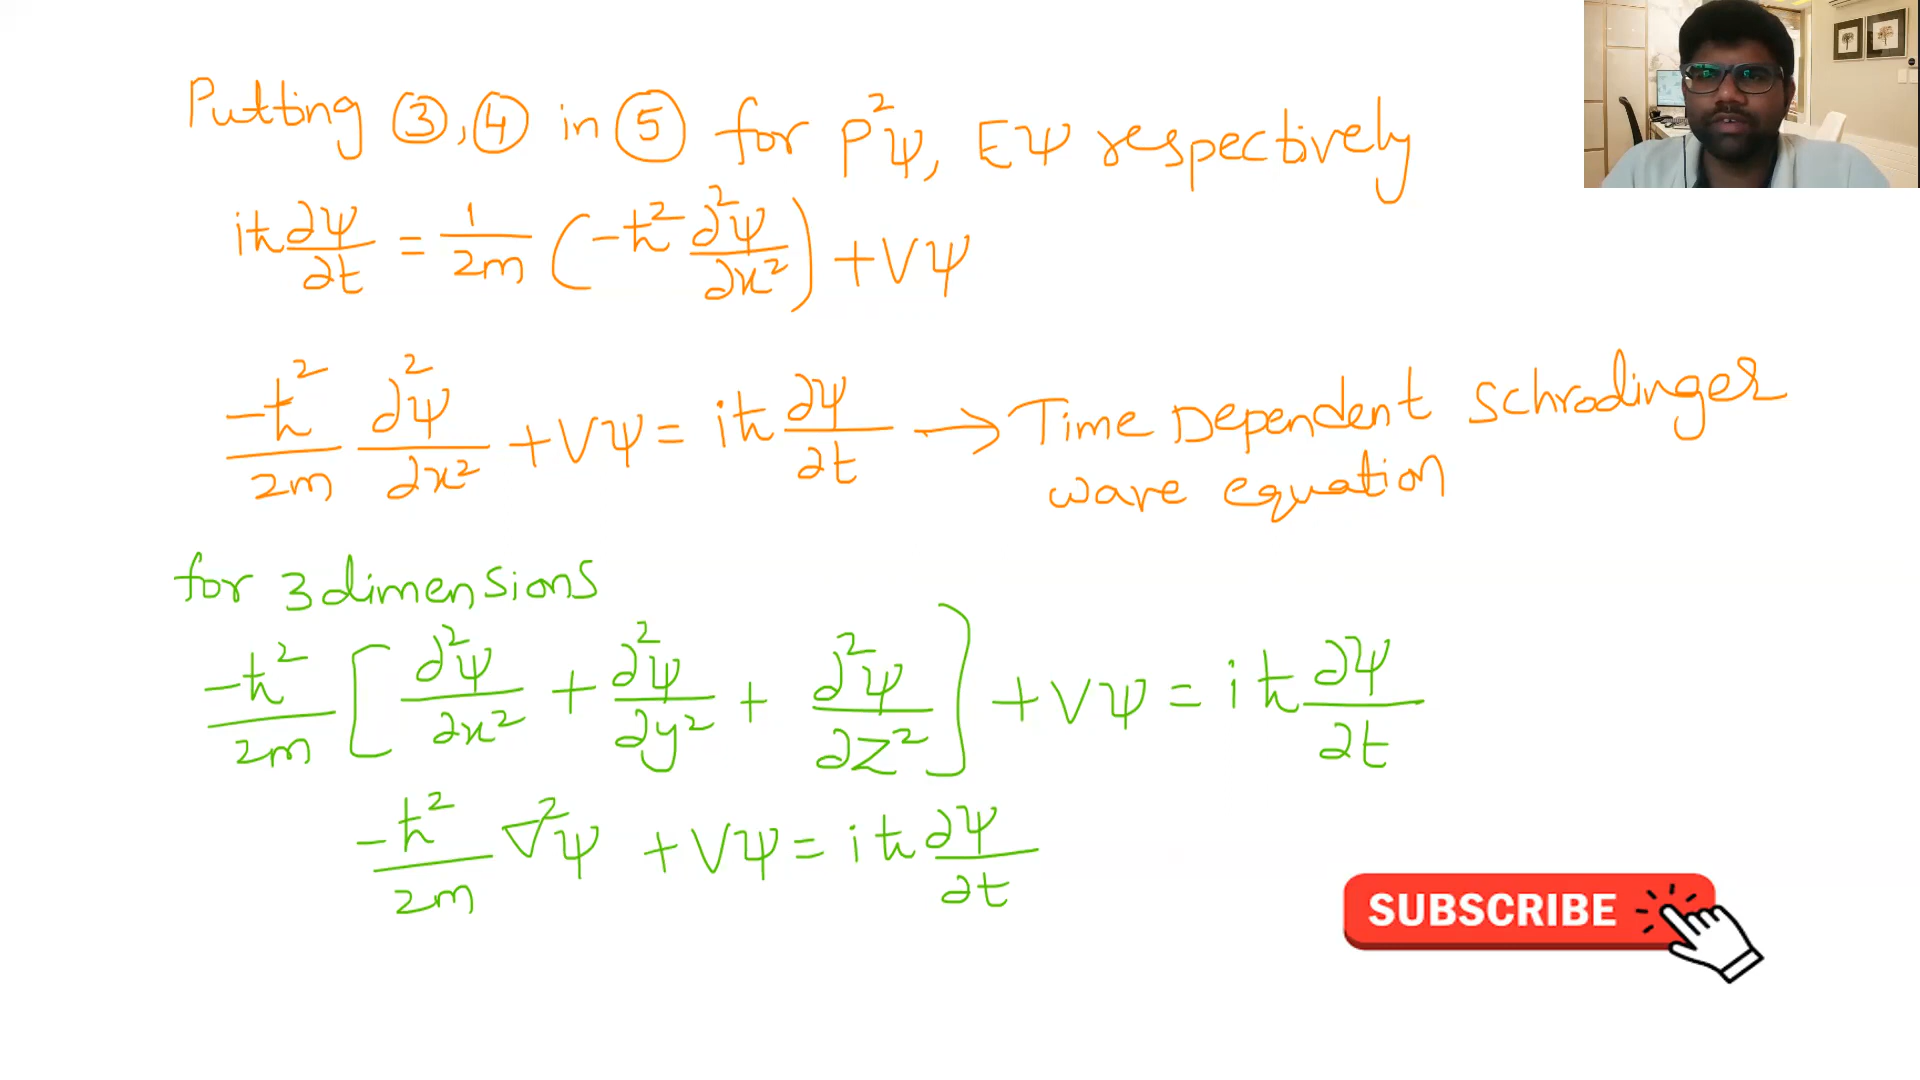 Putting ③, ④ in ⑤ for P²ψ, Eψ respectively
iħ ∂ψ/∂t = 1/2m (-ħ² ∂²ψ/∂x²) + Vψ
-ħ²/2m ∂²ψ/∂x² + Vψ = iħ ∂ψ/∂t → Time Dependent Schrodinger
wave equation
for 3 dimensions
-ħ²/2m [∂²ψ/∂x² + ∂²ψ/∂y² + ∂²ψ/∂z²] + Vψ = iħ ∂ψ/∂t
-ħ²/2m ∇²ψ + Vψ = iħ ∂ψ/∂t
SUBSCRIBE